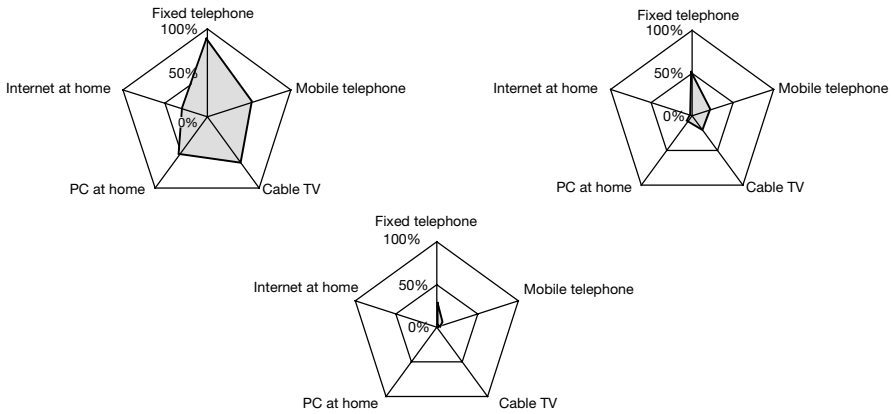 Fixed telephone
100%
50%
0%
Internet at home
Mobile telephone
PC at home
Cable TV
Fixed telephone
100%
50%
0%
Internet at home
Mobile telephone
PC at home
Cable TV
Fixed telephone
100%
50%
0%
Internet at home
Mobile telephone
PC at home
Cable TV